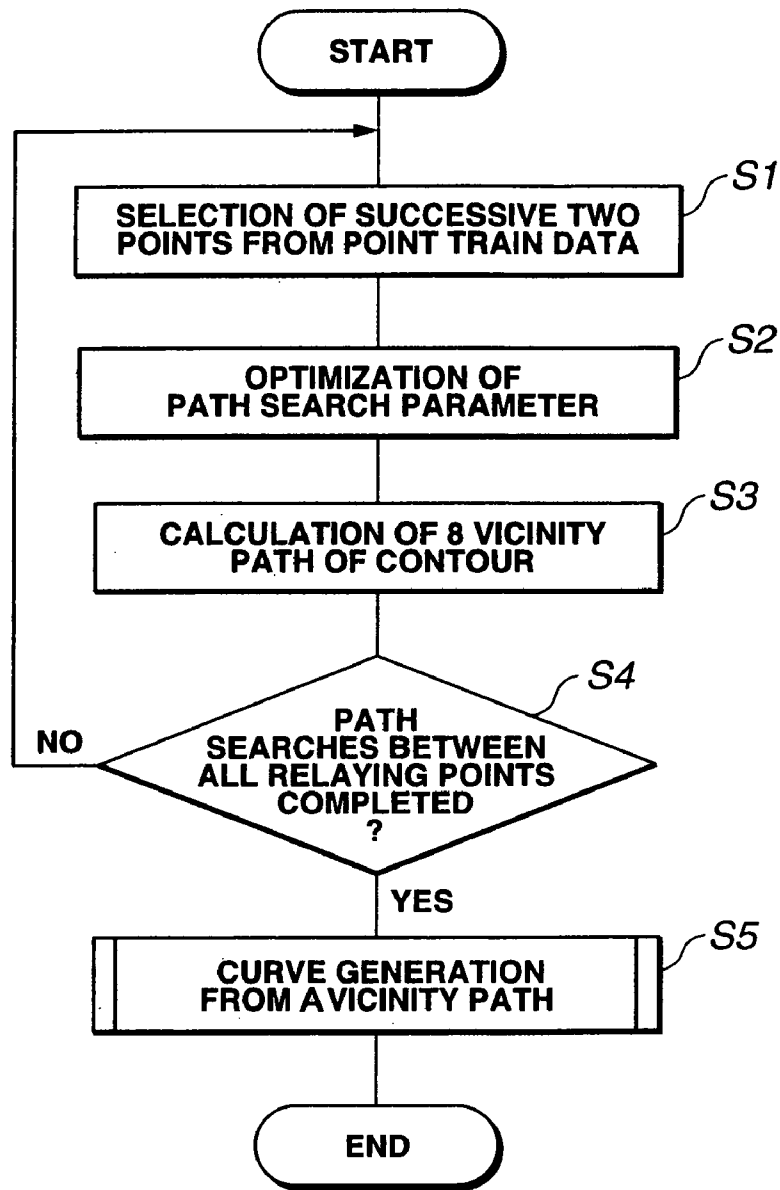 START
S1
SELECTION OF SUCCESSIVE TWO
POINTS FROM POINT TRAIN DATA
S2
OPTIMIZATION OF
PATH SEARCH PARAMETER
S3
CALCULATION OF 8 VICINITY
PATH OF CONTOUR
S4
PATH
SEARCHES BETWEEN
ALL RELAYING POINTS
COMPLETED
?
NO
YES
S5
CURVE GENERATION
FROM A VICINITY PATH
END